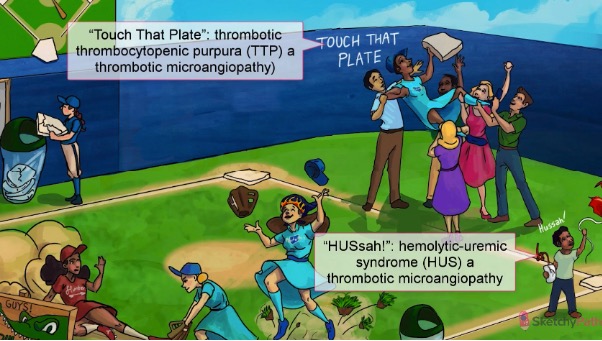 "Touch That Plate": thrombotic
thrombocytopenic purpura (TTP) a
thrombotic microangiopathy)
TOUCH THAT
PLATE
Hussah!
"HUSsah!": hemolytic-uremic
syndrome (HUS) a
thrombotic microangiopathy
GUYS!